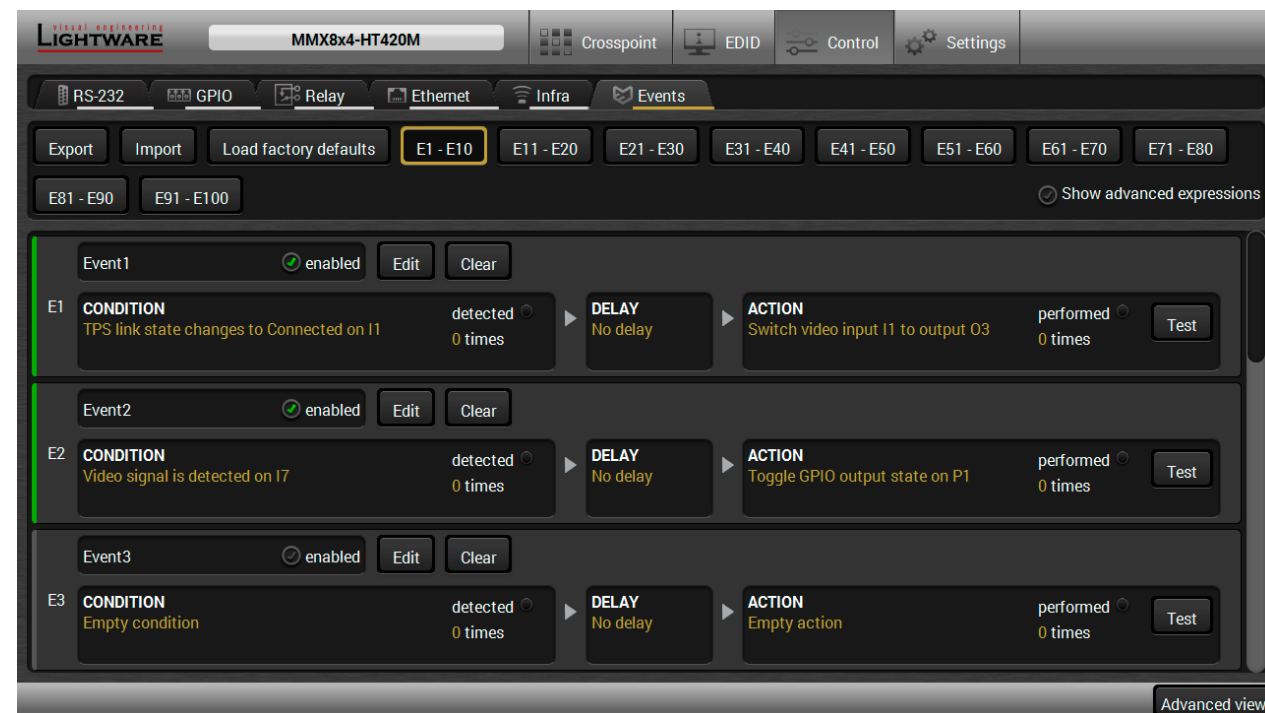 visual engineering
LIGHTWARE
MMX8x4-HT420M
Crosspoint
EDID
Control
Settings
RS-232
GPIO
Relay
Ethernet
Infra
Events
Export
Import
Load factory defaults
E1 - E10
E11 - E20
E21 - E30
E31 - E40
E41 - E50
E51 - E60
E61 - E70
E71 - E80
E81 - E90
E91 - E100
Show advanced expressions
Event1
enabled
Edit
Clear
E1
CONDITION
TPS link state changes to Connected on I1
detected
0 times
DELAY
No delay
ACTION
Switch video input I1 to output O3
performed
0 times
Test
Event2
enabled
Edit
Clear
E2
CONDITION
Video signal is detected on I7
detected
0 times
DELAY
No delay
ACTION
Toggle GPIO output state on P1
performed
0 times
Test
Event3
enabled
Edit
Clear
E3
CONDITION
Empty condition
detected
0 times
DELAY
No delay
ACTION
Empty action
performed
0 times
Test
Advanced view